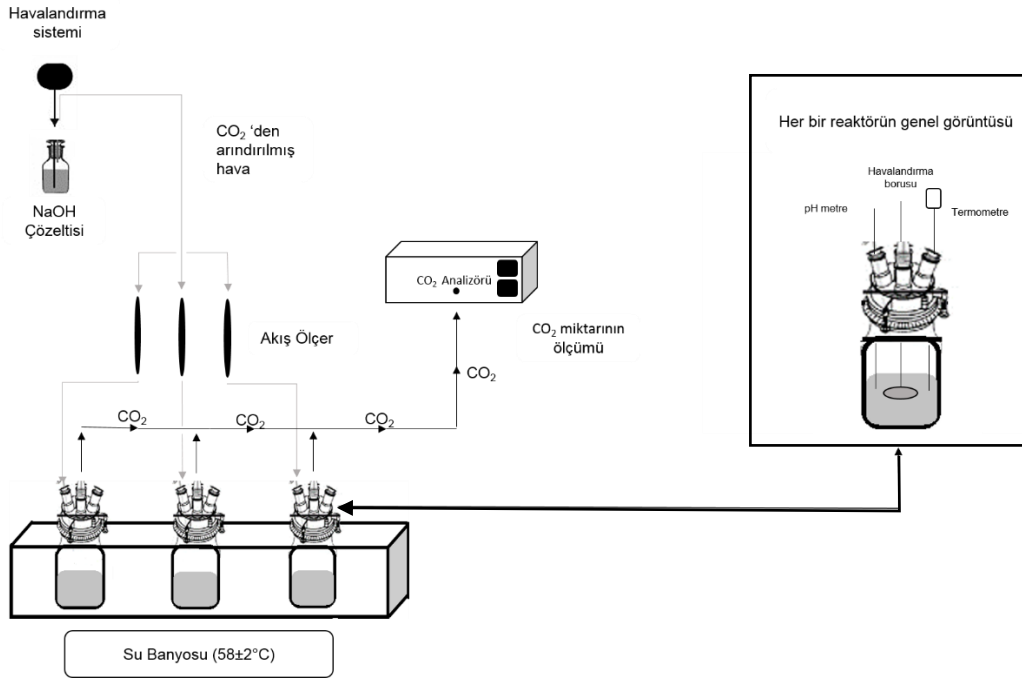 Havalandırma
sistemi
NaOH
Çözeltisi
CO₂ ‘den
arındırılmış
hava
Akış Ölçer
CO₂ Analizörü
CO₂ miktarının
ölçümü
CO₂
CO₂
CO₂
CO₂
Su Banyosu (58±2°C)
Her bir reaktörün genel görüntüsü
Havalandırma
borusu
pH metre
Termometre